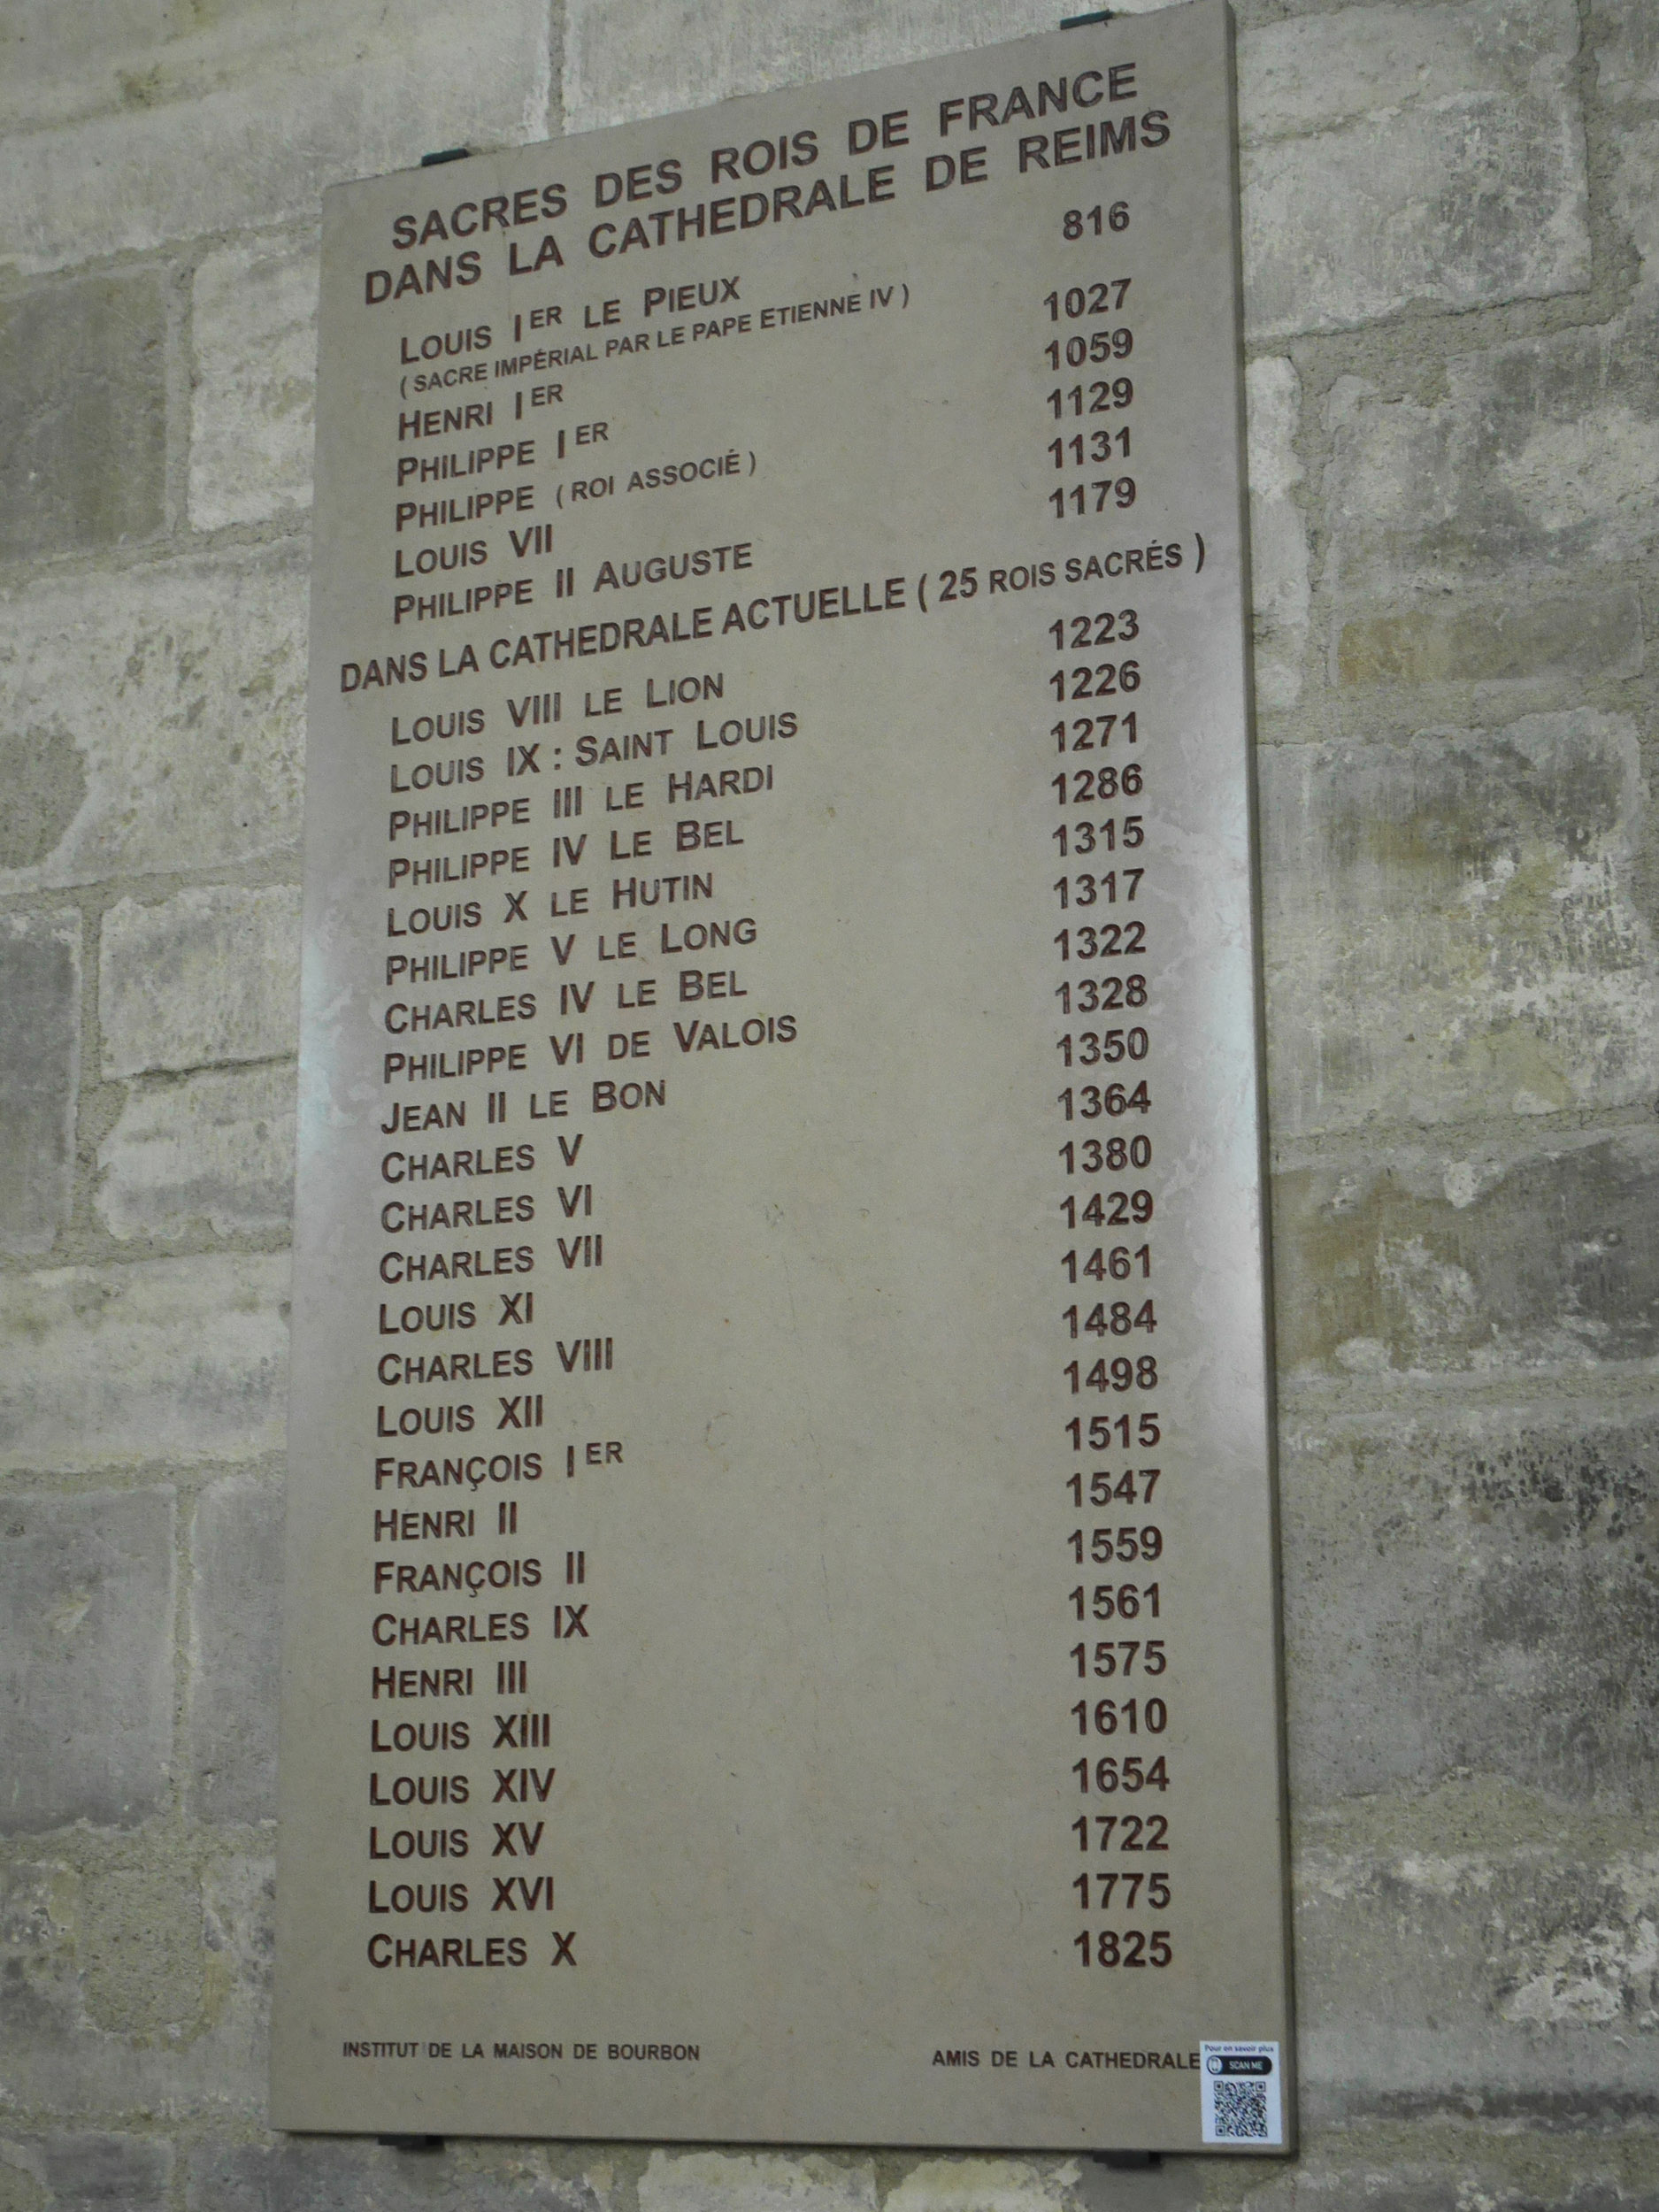 SACRES DES ROIS DE FRANCE
DANS LA CATHEDRALE DE REIMS
LOUIS IER LE PIEUX 816
( SACRE IMPÉRIAL PAR LE PAPE ETIENNE IV )
HENRI IER 1027
PHILIPPE IER 1059
PHILIPPE ( ROI ASSOCIÉ ) 1129
LOUIS VII 1131
PHILIPPE II AUGUSTE 1179
DANS LA CATHEDRALE ACTUELLE ( 25 ROIS SACRÉS )
LOUIS VIII LE LION 1223
LOUIS IX : SAINT LOUIS 1226
PHILIPPE III LE HARDI 1271
PHILIPPE IV LE BEL 1286
LOUIS X LE HUTIN 1315
PHILIPPE V LE LONG 1317
CHARLES IV LE BEL 1322
PHILIPPE VI DE VALOIS 1328
JEAN II LE BON 1350
CHARLES V 1364
CHARLES VI 1380
CHARLES VII 1429
LOUIS XI 1461
CHARLES VIII 1484
LOUIS XII 1498
FRANÇOIS IER 1515
HENRI II 1547
FRANÇOIS II 1559
CHARLES IX 1561
HENRI III 1575
LOUIS XIII 1610
LOUIS XIV 1654
LOUIS XV 1722
LOUIS XVI 1775
CHARLES X 1825
INSTITUT DE LA MAISON DE BOURBON AMIS DE LA CATHEDRALE
Pour en savoir plus
SCAN ME